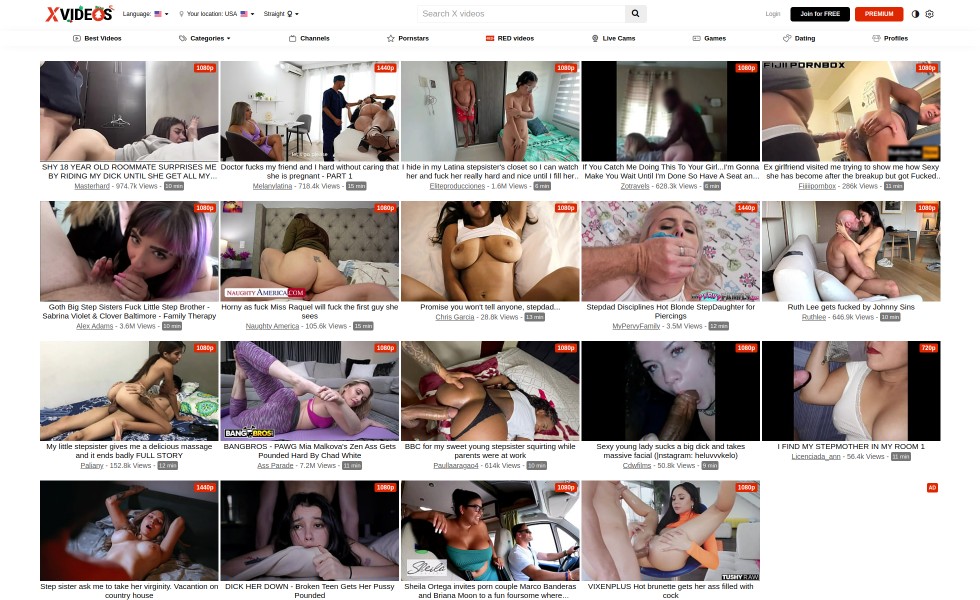 XVIDEOS
Language:
Your location: USA
Straight
Search X videos
Login
Join for FREE
PREMIUM
Best Videos
Categories
Channels
Pornstars
RED videos
Live Cams
Games
Dating
Profiles
1080p
1440p
1080p
1080p
FIJIIPORNBOX
1080p
SHY 18 YEAR OLD ROOMMATE SURPRISES ME
BY RIDING MY DICK UNTIL SHE GET ALL MY...
Masterhard - 974.7k Views - 10 min
Doctor fucks my friend and I hard without caring that
she is pregnant - PART 1
Melanylatina - 718.4k Views - 15 min
I hide in my Latina stepsister's closet so I can watch
her and fuck her really hard and nice until I fill her..
Eliteproducciones - 1.6M Views - 6 min
If You Catch Me Doing This To Your Girl...I'm Gonna
Make You Wait Until I'm Done So Have A Seat an...
Zotravels - 628.3k Views - 6 min
Ex girlfriend visited me trying to show me how Sexy
she has become after the breakup but got Fucked..
Fiiiiipornbox - 286k Views - 11 min
1080p
1080p
NAUGHTY AMERICA.COM
1080p
1440p
1080p
Goth Big Step Sisters Fuck Little Step Brother -
Sabrina Violet & Clover Baltimore - Family Therapy
Alex Adams - 3.6M Views - 10 min
Horny as fuck Miss Raquel will fuck the first guy she
sees
Naughty America - 105.6k Views - 15 min
Promise you won't tell anyone, stepdad...
Chris Garcia - 28.8k Views - 13 min
Stepdad Disciplines Hot Blonde StepDaughter for
Piercings
MyPervyFamily - 3.5M Views - 12 min
Ruth Lee gets fucked by Johnny Sins
Ruthlee - 646.9k Views - 10 min
1080p
1080p
BANGBROS!
1080p
1080p
720p
My little stepsister gives me a delicious massage
and it ends badly FULL STORY
Paliany - 152.8k Views - 12 min
BANGBROS - PAWG Mia Malkova's Zen Ass Gets
Pounded Hard By Chad White
Ass Parade - 7.2M Views - 11 min
BBC for my sweet young stepsister squirting while
parents were at work
Paullaaragao4 - 614k Views - 10 min
Sexy young lady sucks a big dick and takes
massive facial (Instagram: heluvvvkelo)
Cdwfilms - 50.8k Views - 9 min
I FIND MY STEPMOTHER IN MY ROOM 1
Licenciada_ann - 56.4k Views - 11 min
1440p
1080p
1080p
Sheila
1080p
TUSHY RAW
AD
Step sister ask me to take her virginity. Vacantion on
country house
DICK HER DOWN - Broken Teen Gets Her Pussy
Pounded
Sheila Ortega invites porn couple Marco Banderas
and Briana Moon to a fun foursome where...
VIXENPLUS Hot brunette gets her ass filled with
cock